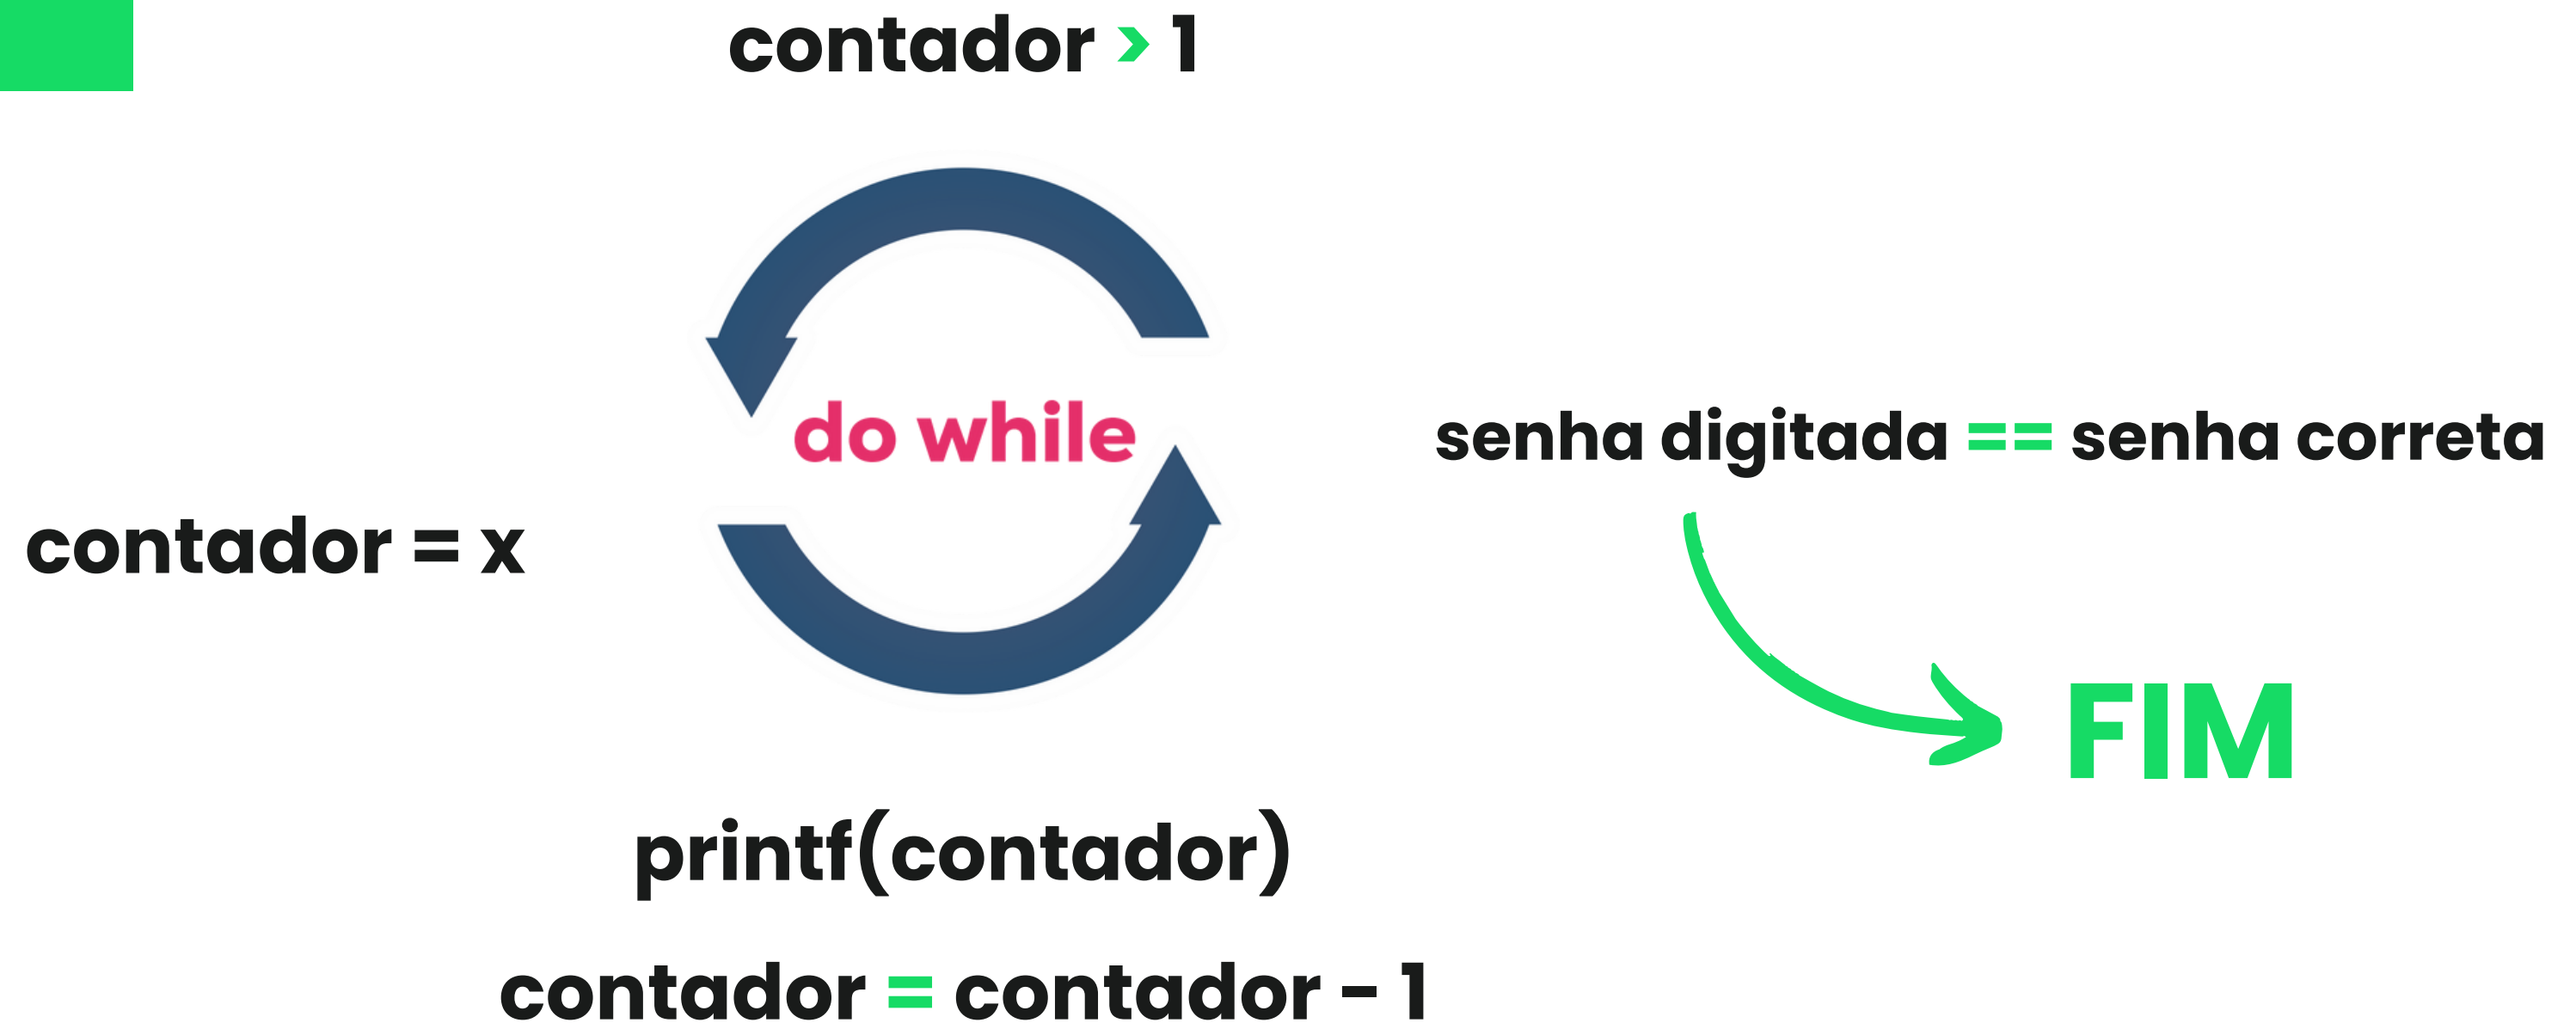 contador > 1
do while
senha digitada == senha correta
contador = x
FIM
printf(contador)
contador = contador - 1